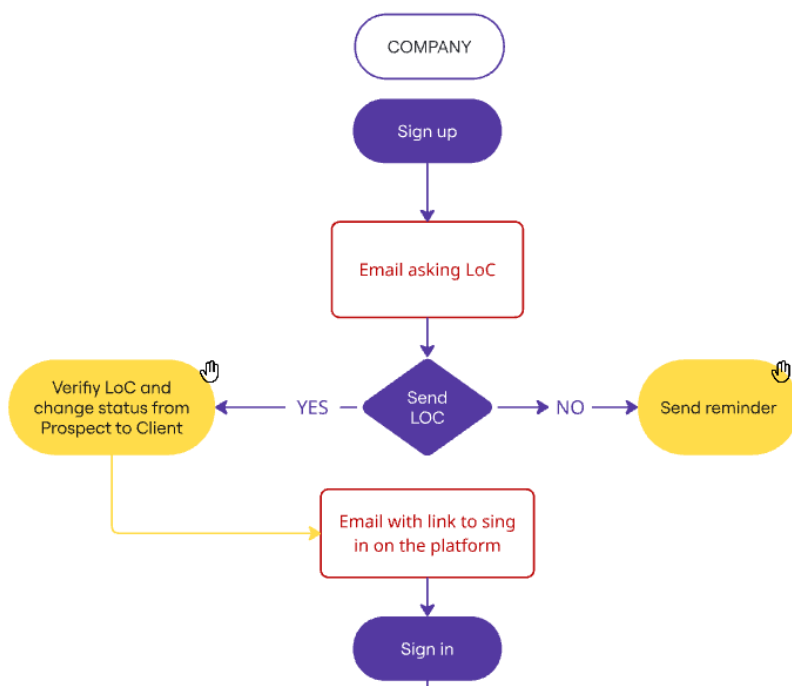 COMPANY
Sign up
Email asking LoC
Verifiy LoC and
change status from
Prospect to Client
YES
Send
LOC
NO
Send reminder
Email with link to sing
in on the platform
Sign in